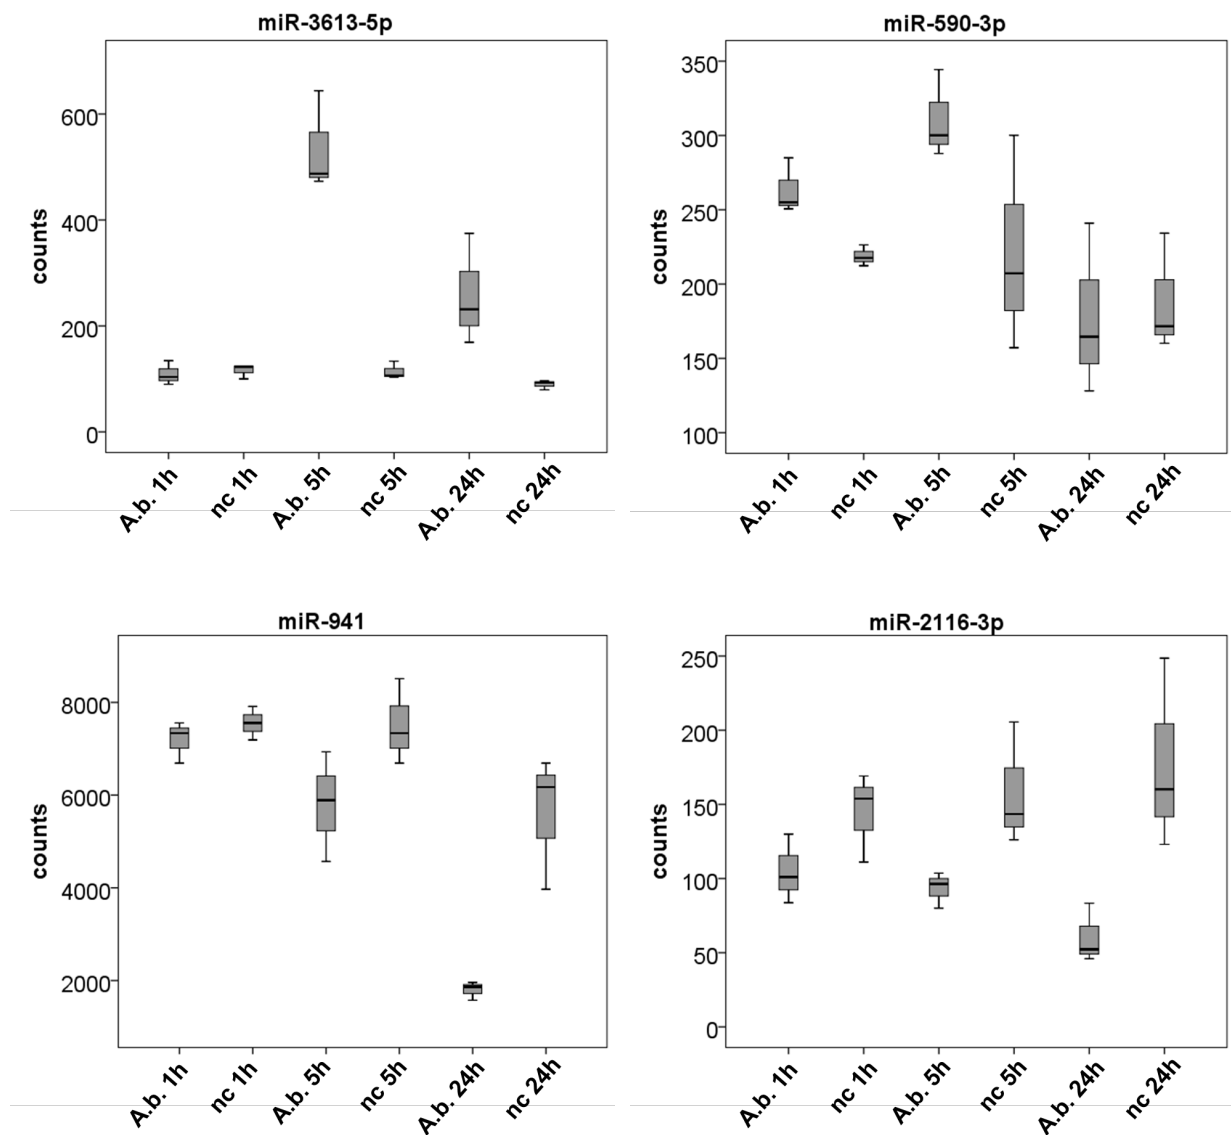 miR-3613-5p
counts
600
400
200
0
A.b. 1h
nc 1h
A.b. 5h
nc 5h
A.b. 24h
nc 24h
miR-590-3p
counts
350
300
250
200
150
100
A.b. 1h
nc 1h
A.b. 5h
nc 5h
A.b. 24h
nc 24h
miR-941
counts
8000
6000
4000
2000
A.b. 1h
nc 1h
A.b. 5h
nc 5h
A.b. 24h
nc 24h
miR-2116-3p
counts
250
200
150
100
50
0
A.b. 1h
nc 1h
A.b. 5h
nc 5h
A.b. 24h
nc 24h